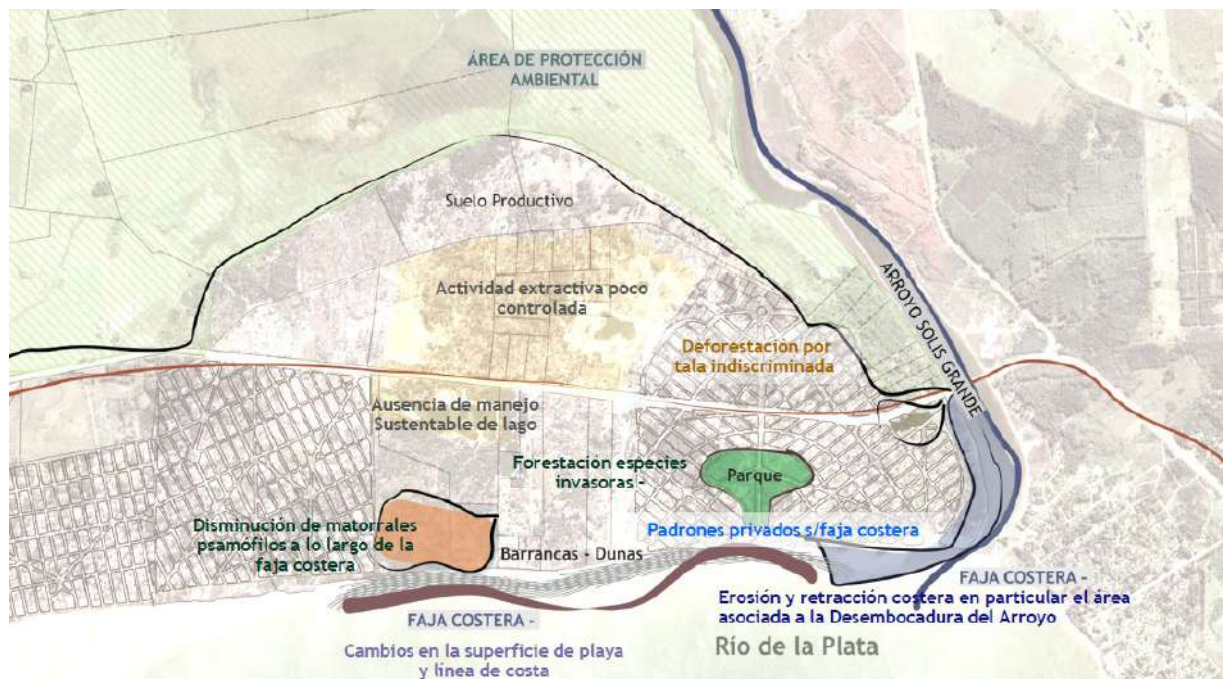 ÁREA DE PROTECCIÓN
AMBIENTAL
Suelo Productivo
Actividad extractiva poco
controlada
ARROYO SOLIS GRANDE
Deforestación por
tala indiscriminada
Ausencia de manejo
Sustentable de lago
Forestación especies
invasoras -
Parque
Disminución de matorrales
psamófilos a lo largo de la
faja costera
Padrones privados s/faja costera
Barrancas - Dunas
FAJA COSTERA -
Erosión y retracción costera en particular el área
asociada a la Desembocadura del Arroyo
FAJA COSTERA -
Cambios en la superficie de playa
y línea de costa
Río de la Plata